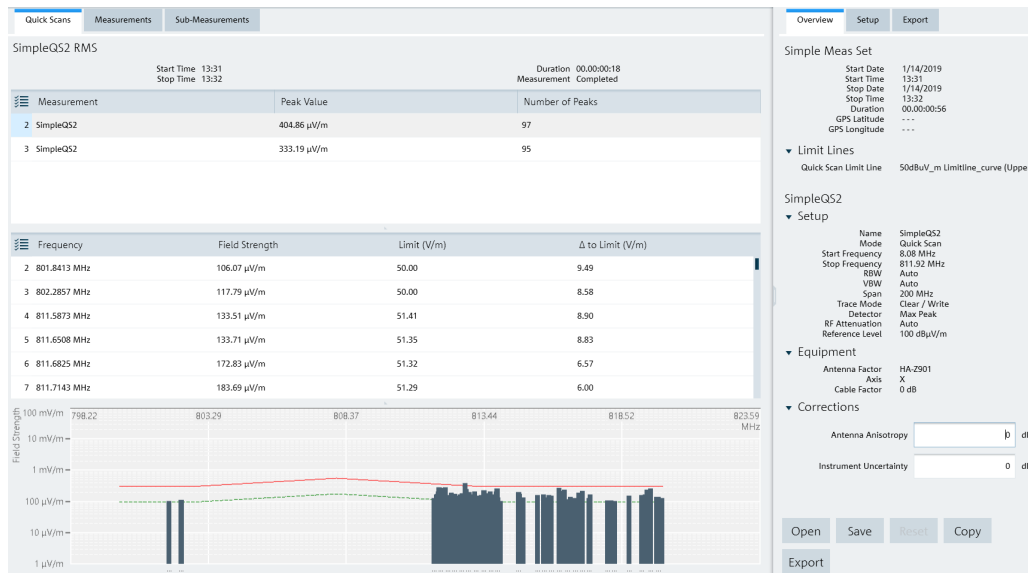 Quick Scans Measurements Sub-Measurements
SimpleQS2 RMS
Start Time 13:31 Duration 00.00:00:18
Stop Time 13:32 Measurement Completed
Measurement Peak Value Number of Peaks
2 SimpleQS2 404.86 µV/m 97
3 SimpleQS2 333.19 µV/m 95
Frequency Field Strength Limit (V/m) Δ to Limit (V/m)
2 801.8413 MHz 106.07 µV/m 50.00 9.49
3 802.2857 MHz 117.79 µV/m 50.00 8.58
4 811.5873 MHz 133.51 µV/m 51.41 8.90
5 811.6508 MHz 133.71 µV/m 51.35 8.83
6 811.6825 MHz 172.83 µV/m 51.32 6.57
7 811.7143 MHz 183.69 µV/m 51.29 6.00
Field Strength
100 mV/m 798.22 803.29 808.37 813.44 818.52 823.59
MHz
10 mV/m
1 mV/m
100 µV/m
10 µV/m
1 µV/m
Overview Setup Export
Simple Meas Set
Start Date 1/14/2019
Start Time 13:31
Stop Date 1/14/2019
Stop Time 13:32
Duration 00.00:00:56
GPS Latitude ---
GPS Longitude ---
Limit Lines
Quick Scan Limit Line 50dBuV_m Limitline_curve (Uppe
SimpleQS2
Setup
Name SimpleQS2
Mode Quick Scan
Start Frequency 8.08 MHz
Stop Frequency 811.92 MHz
RBW Auto
VBW Auto
Span 200 MHz
Trace Mode Clear / Write
Detector Max Peak
RF Attenuation Auto
Reference Level 100 dBµV/m
Equipment
Antenna Factor HA-Z901
Axis X
Cable Factor 0 dB
Corrections
Antenna Anisotropy 0 d
Instrument Uncertainty 0 d
Open Save Reset Copy
Export